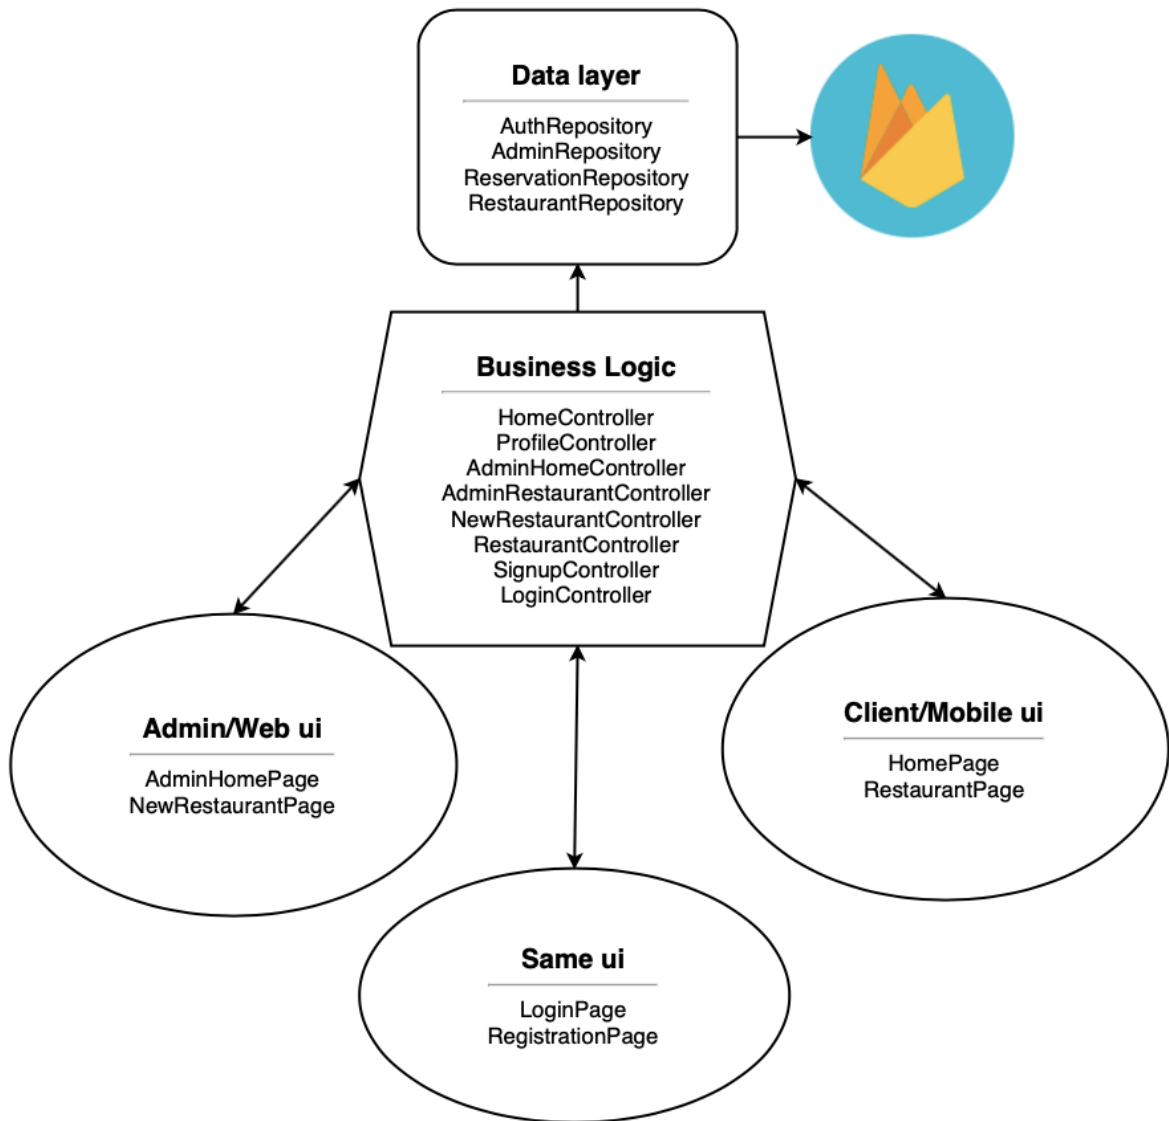 Data layer
AuthRepository
AdminRepository
ReservationRepository
RestaurantRepository
Business Logic
HomeController
ProfileController
AdminHomeController
AdminRestaurantController
NewRestaurantController
RestaurantController
SignupController
LoginController
Admin/Web ui
AdminHomePage
NewRestaurantPage
Client/Mobile ui
HomePage
RestaurantPage
Same ui
LoginPage
RegistrationPage